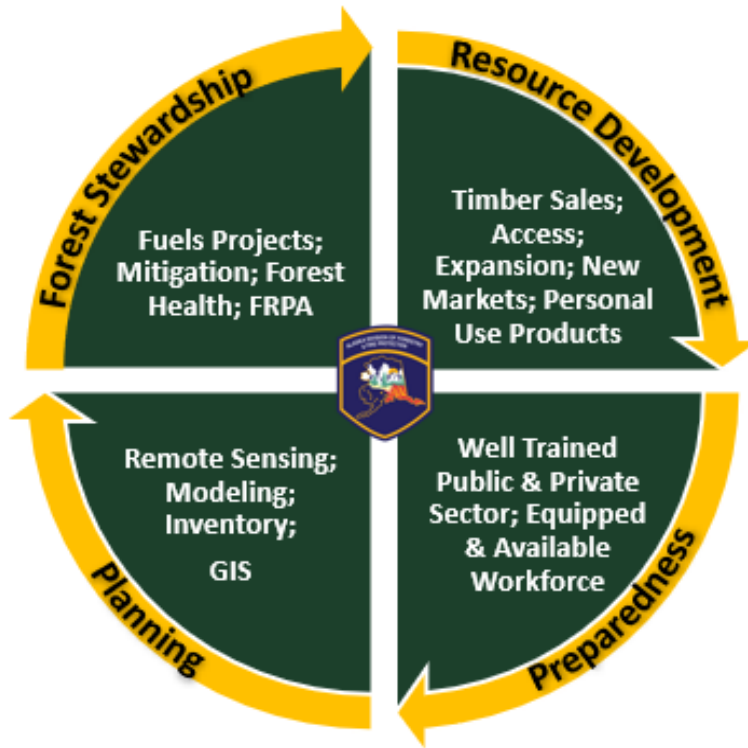 Forest Stewardship
Fuels Projects;
Mitigation; Forest
Health; FRPA
Resource Development
Timber Sales;
Access;
Expansion; New
Markets; Personal
Use Products
Preparedness
Well Trained
Public & Private
Sector; Equipped
& Available
Workforce
Planning
Remote Sensing;
Modeling;
Inventory;
GIS